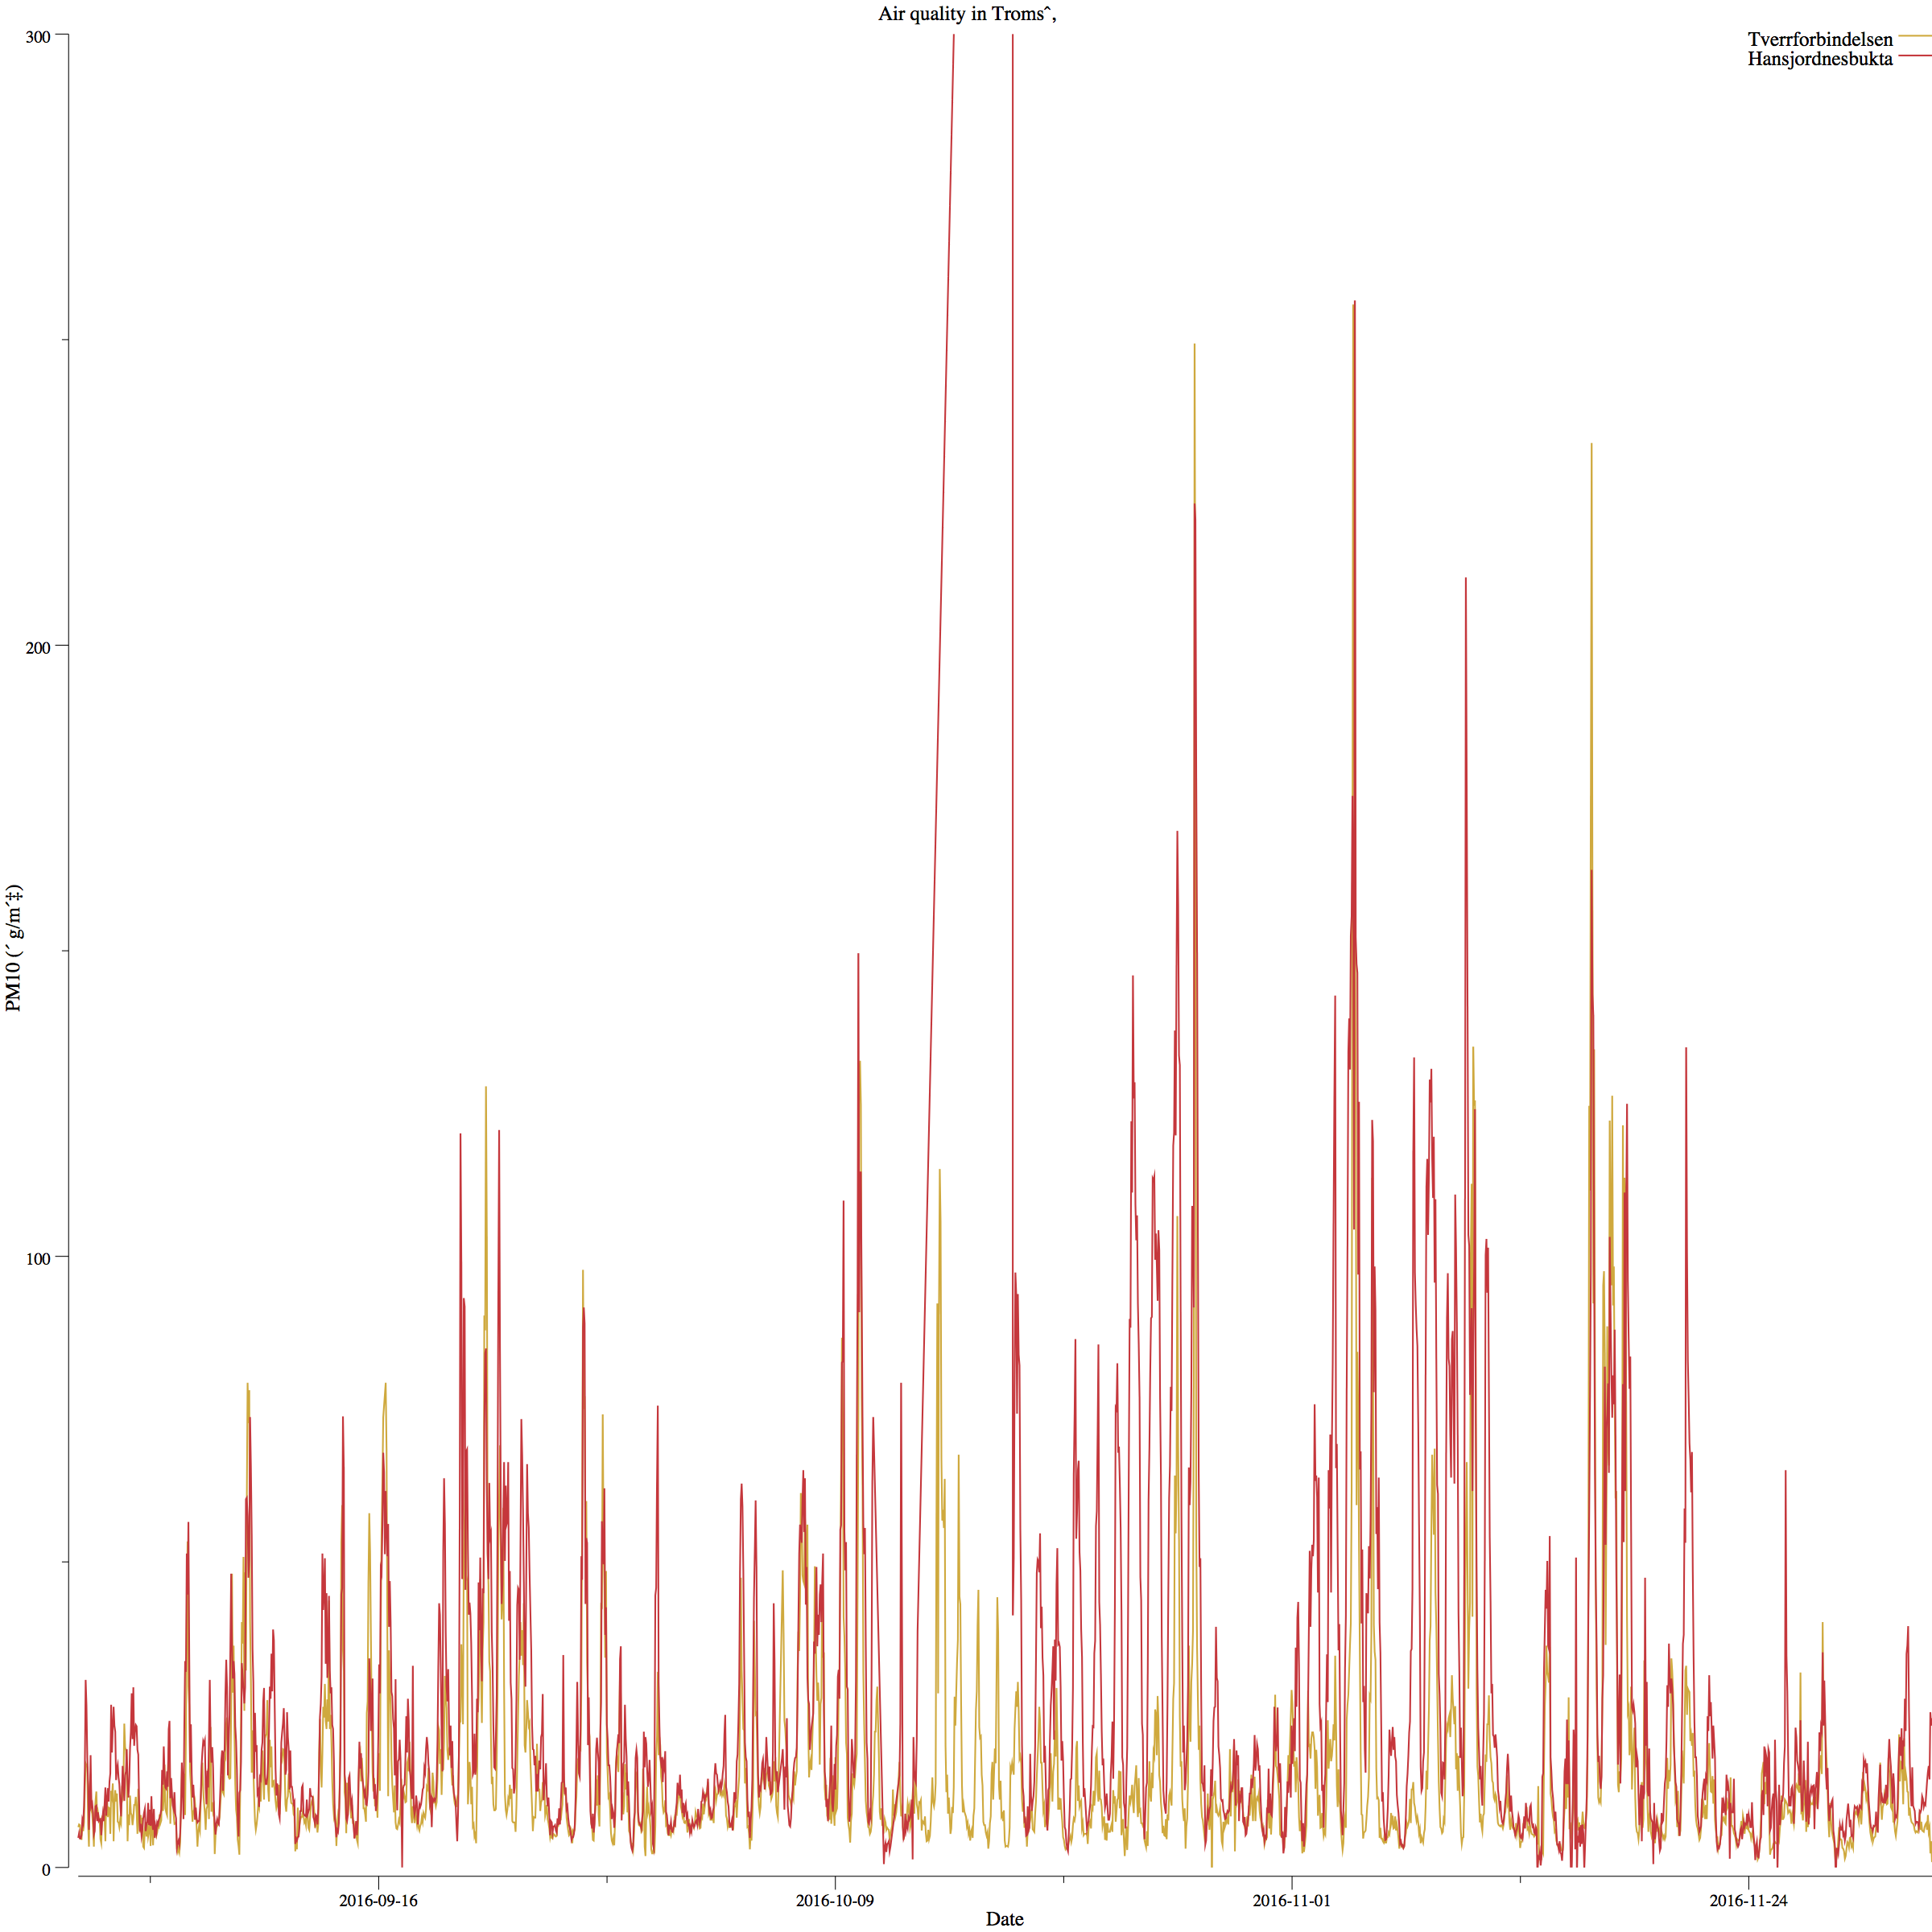 Air quality in Tromsˆ‚
Tverrforbindelsen
Hansjordnesbukta
300
200
100
0
PM10 (´ g/m´‡)
2016-09-16
2016-10-09
2016-11-01
2016-11-24
Date